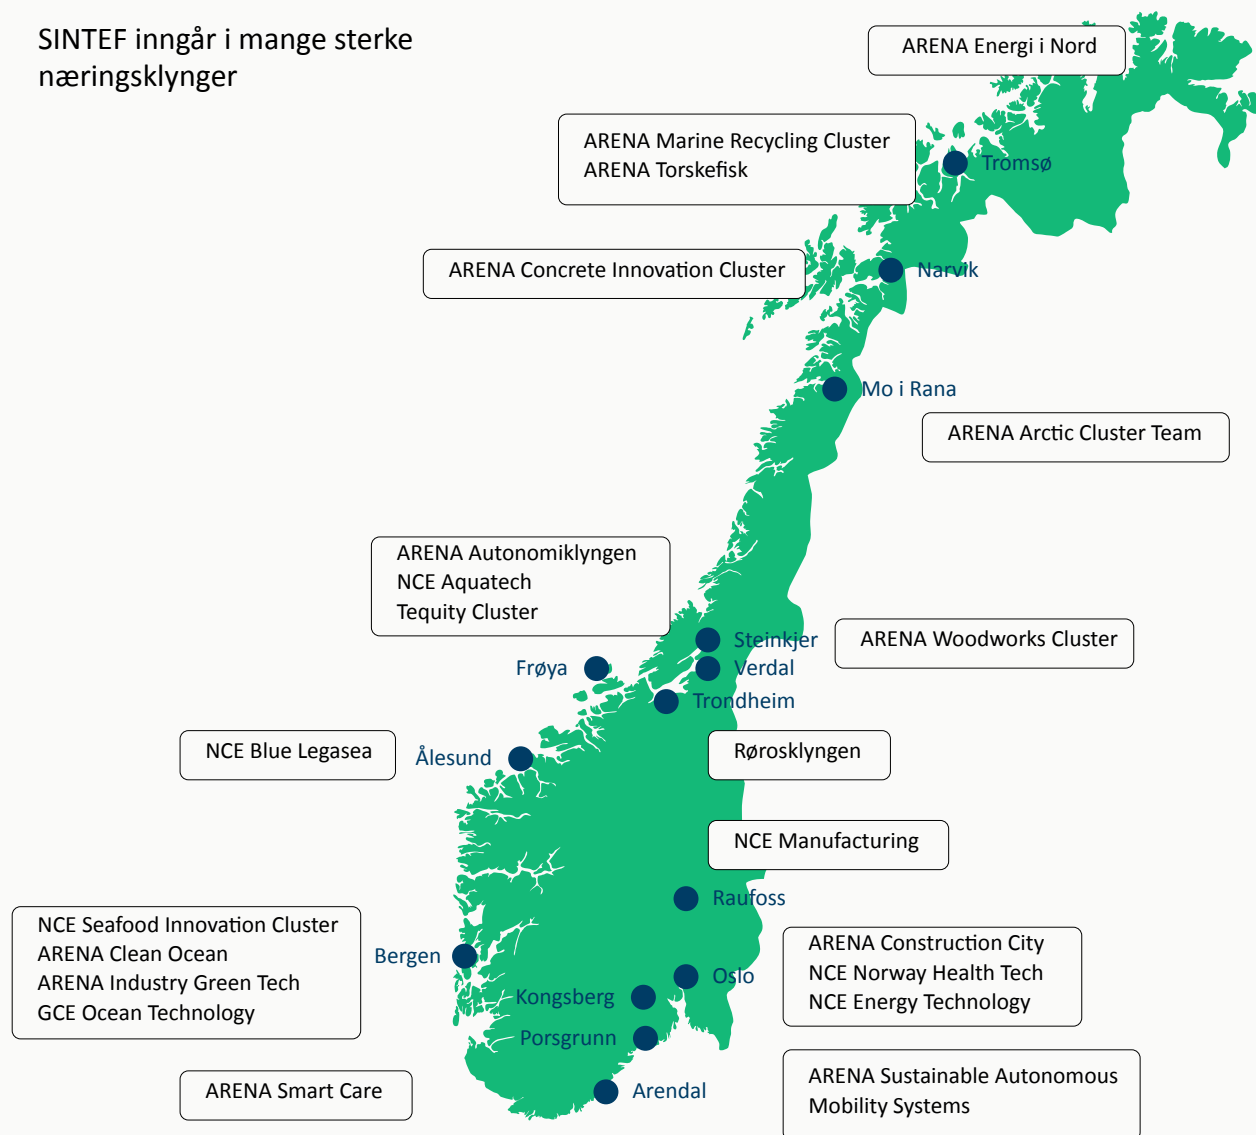 SINTEF inngår i mange sterke
næringsklynger
ARENA Energi i Nord
ARENA Marine Recycling Cluster
ARENA Torskefisk
Tromsø
ARENA Concrete Innovation Cluster
Narvik
Mo i Rana
ARENA Arctic Cluster Team
ARENA Autonomiklyngen
NCE Aquatech
Tequity Cluster
Steinkjer
ARENA Woodworks Cluster
Frøya
Verdal
Trondheim
NCE Blue Legasea
Ålesund
Rørosklyngen
NCE Manufacturing
Raufoss
NCE Seafood Innovation Cluster
ARENA Clean Ocean
ARENA Industry Green Tech
GCE Ocean Technology
Bergen
Oslo
ARENA Construction City
NCE Norway Health Tech
NCE Energy Technology
Kongsberg
Porsgrunn
ARENA Smart Care
Arendal
ARENA Sustainable Autonomous
Mobility Systems